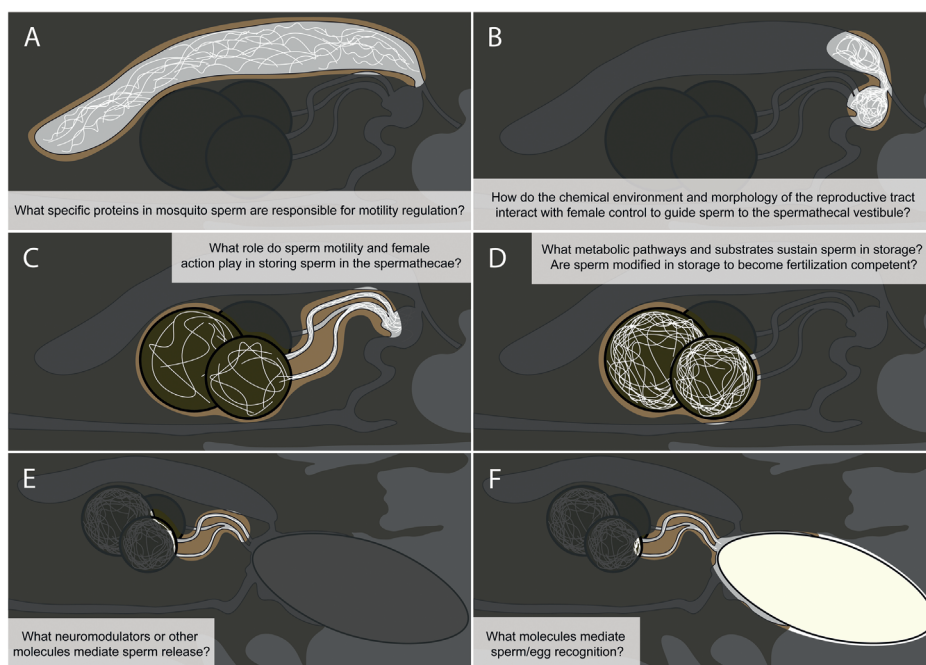 A
What specific proteins in mosquito sperm are responsible for motility regulation?
B
How do the chemical environment and morphology of the reproductive tract
interact with female control to guide sperm to the spermathecal vestibule?
C
What role do sperm motility and female
action play in storing sperm in the spermathecae?
D
What metabolic pathways and substrates sustain sperm in storage?
Are sperm modified in storage to become fertilization competent?
E
What neuromodulators or other
molecules mediate sperm release?
F
What molecules mediate
sperm/egg recognition?